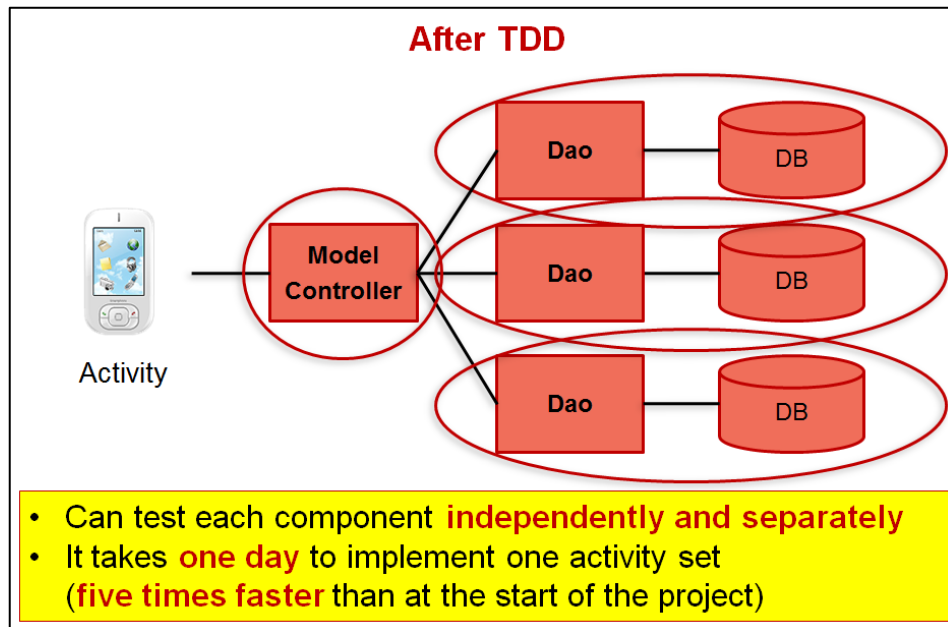 After TDD
Dao
DB
Model
Controller
Dao
DB
Activity
Dao
DB
• Can test each component independently and separately
• It takes one day to implement one activity set
(five times faster than at the start of the project)